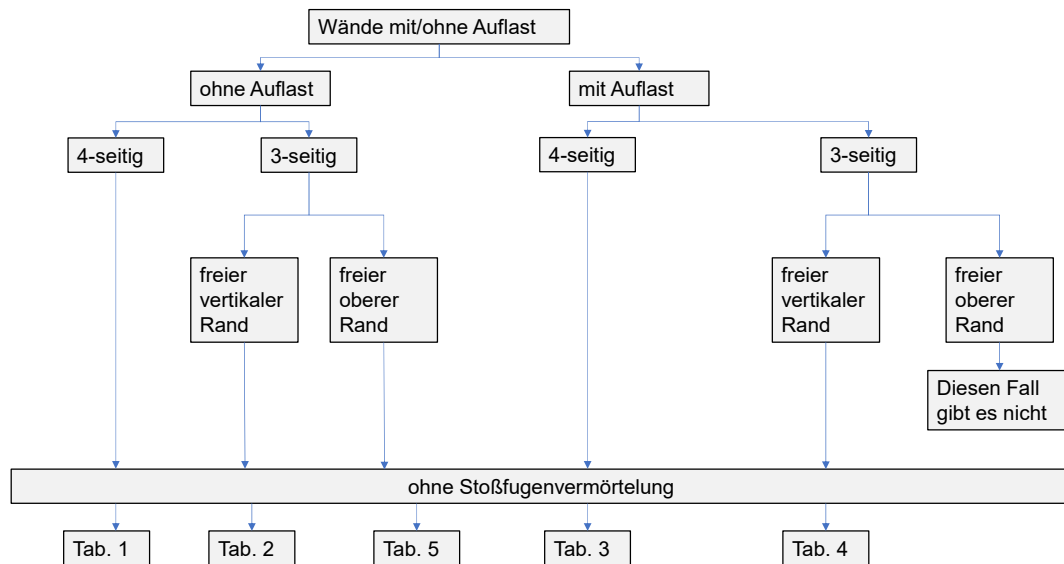 Wände mit/ohne Auflast
ohne Auflast
mit Auflast
4-seitig
3-seitig
4-seitig
3-seitig
freier
vertikaler
Rand
freier
oberer
Rand
freier
vertikaler
Rand
freier
oberer
Rand
Diesen Fall
gibt es nicht
ohne Stoßfugenvermörtelung
Tab. 1
Tab. 2
Tab. 5
Tab. 3
Tab. 4